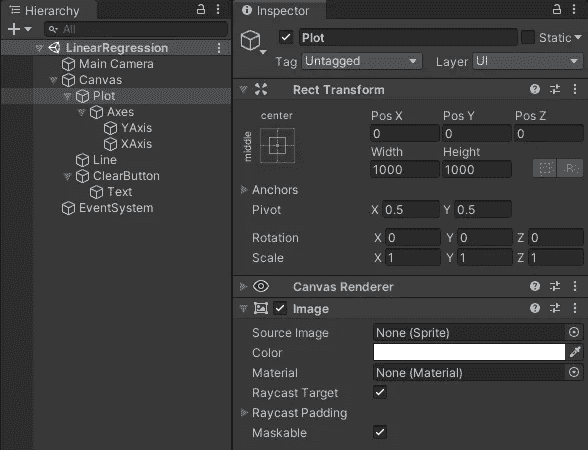 Hierarchy
All
LinearRegression
Main Camera
Canvas
Plot
Axes
YAxis
XAxis
Line
ClearButton
Text
EventSystem
Inspector
Plot
Static
Tag Untagged Layer UI
Rect Transform
center
middle
Pos X Pos Y Pos Z
0 0 0
Width Height
1000 1000 R
Anchors
Pivot X 0.5 Y 0.5
Rotation X 0 Y 0 Z 0
Scale X 1 Y 1 Z 1
Canvas Renderer
Image
Source Image None (Sprite)
Color
Material None (Material)
Raycast Target
Raycast Padding
Maskable